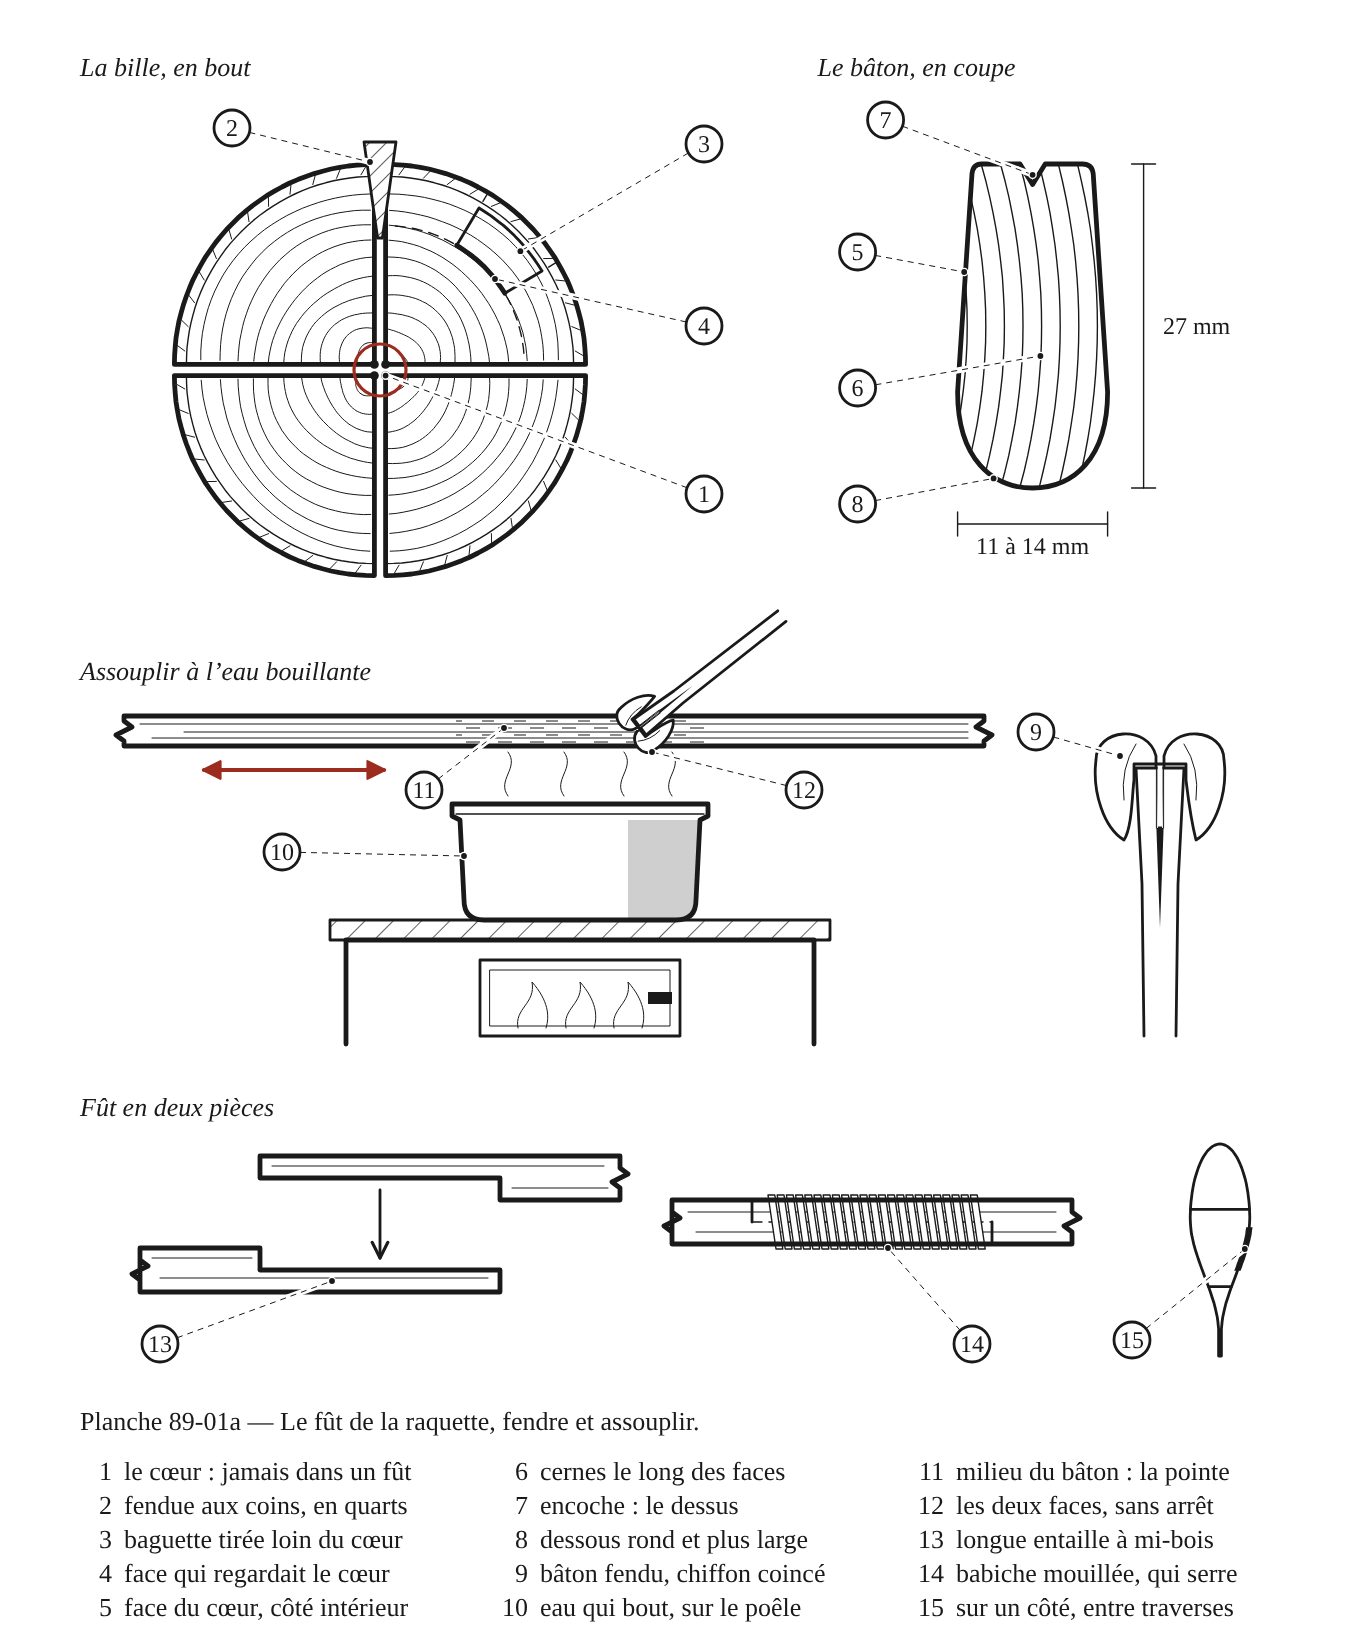 La bille, en bout
Le bâton, en coupe
2
7
3
5
4
27 mm
6
1
8
11 à 14 mm
Assouplir à l’eau bouillante
9
11
12
10
Fût en deux pièces
13
14
15
Planche 89-01a — Le fût de la raquette, fendre et assouplir.
1 le cœur : jamais dans un fût
2 fendue aux coins, en quarts
3 baguette tirée loin du cœur
4 face qui regardait le cœur
5 face du cœur, côté intérieur
6 cernes le long des faces
7 encoche : le dessus
8 dessous rond et plus large
9 bâton fendu, chiffon coincé
10 eau qui bout, sur le poêle
11 milieu du bâton : la pointe
12 les deux faces, sans arrêt
13 longue entaille à mi-bois
14 babiche mouillée, qui serre
15 sur un côté, entre traverses